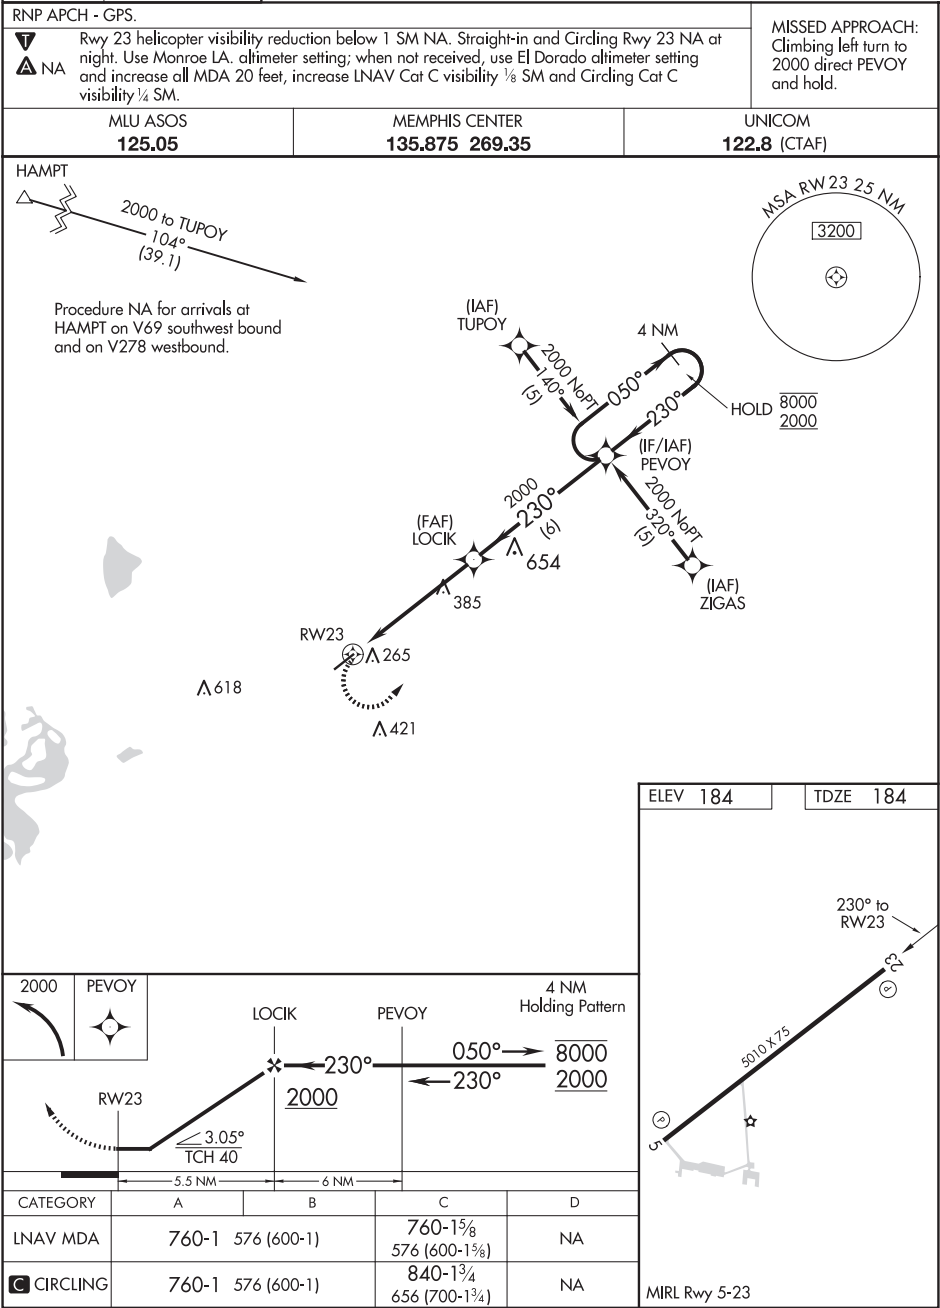 RNP APCH - GPS.
T
A NA
Rwy 23 helicopter visibility reduction below 1 SM NA. Straight-in and Circling Rwy 23 NA at
night. Use Monroe LA. altimeter setting; when not received, use El Dorado altimeter setting
and increase all MDA 20 feet, increase LNAV Cat C visibility ⅛ SM and Circling Cat C
visibility ¼ SM.
MISSED APPROACH:
Climbing left turn to
2000 direct PEVOY
and hold.
MLU ASOS
125.05
MEMPHIS CENTER
135.875 269.35
UNICOM
122.8 (CTAF)
HAMPT
2000 to TUPOY
104°
(39.1)
Procedure NA for arrivals at
HAMPT on V69 southwest bound
and on V278 westbound.
MSA RW23 25 NM
3200
(IAF)
TUPOY
2000 NoPT
140°
(5)
4 NM
050°
230°
HOLD
8000
2000
(IF/IAF)
PEVOY
2000 NoPT
320°
(5)
(IAF)
ZIGAS
2000
230°
(6)
(FAF)
LOCIK
654
385
RW23
265
618
421
ELEV 184
TDZE 184
230° to
RW23
23
P
5010 X 75
P
5
MIRL Rwy 5-23
2000
PEVOY
LOCIK
PEVOY
4 NM
Holding Pattern
050°
230°
230°
8000
2000
2000
RW23
3.05°
TCH 40
5.5 NM
6 NM
CATEGORY A B C D
LNAV MDA 760-1 576 (600-1) 760-1⅝ NA
576 (600-1⅝)
C CIRCLING 760-1 576 (600-1) 840-1¾ NA
656 (700-1¾)